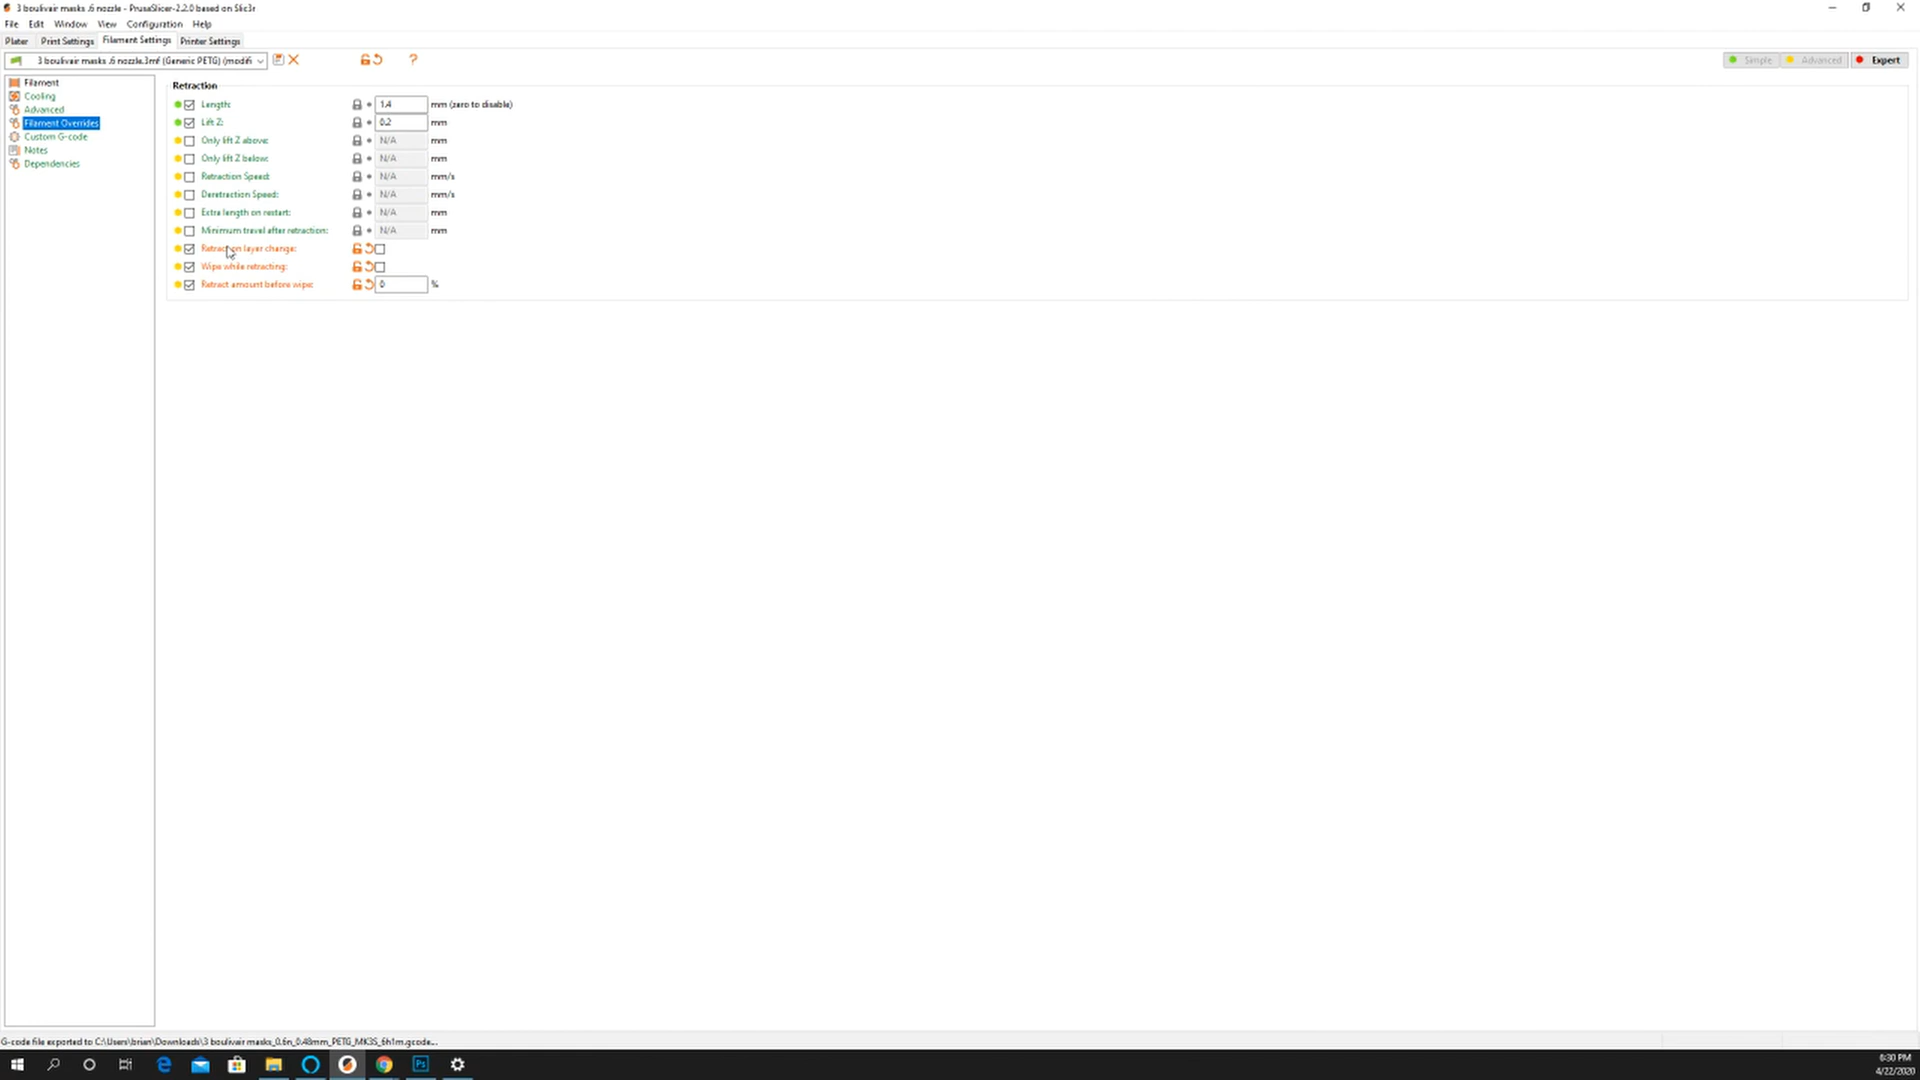 3 boulivair masks .6 nozzle - PrusaSlicer-2.2.0 based on Slic3r
File Edit Window View Configuration Help
Plater Print Settings Filament Settings Printer Settings
3 boulivair masks .6 nozzle.3mf (Generic PETG) (modifi
?
Simple Advanced Expert
Filament
Cooling
Advanced
Filament Overrides
Custom G-code
Notes
Dependencies
Retraction
Length: 1.4 mm (zero to disable)
Lift Z: 0.2 mm
Only lift Z above: N/A mm
Only lift Z below: N/A mm
Retraction Speed: N/A mm/s
Deretraction Speed: N/A mm/s
Extra length on restart: N/A mm
Minimum travel after retraction: N/A mm
Retract on layer change:
Wipe while retracting:
Retract amount before wipe: 0 %
G-code file exported to C:\Users\brian\Downloads\3 boulivair masks_0.6n_0.48mm_PETG_MK3S_6h1m.gcode...
Ps
6:30 PM
4/22/2020